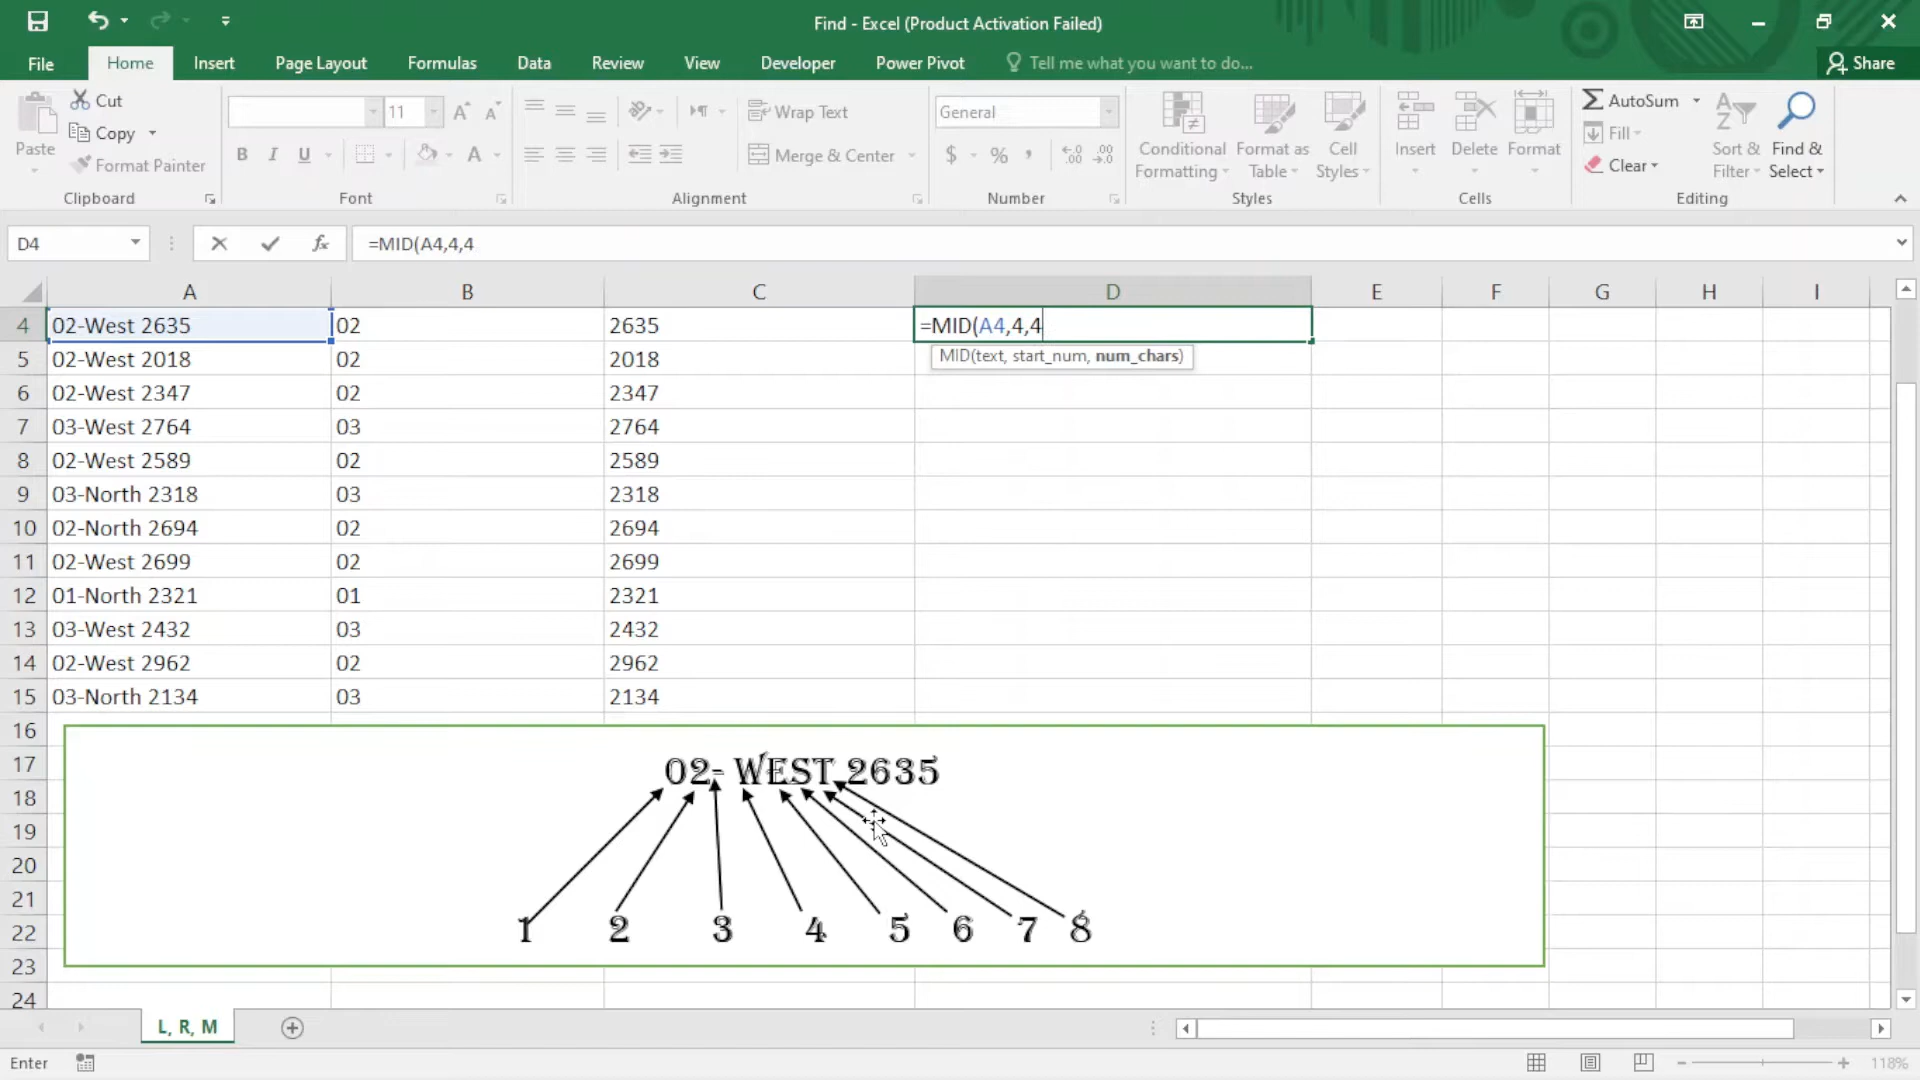 Find - Excel (Product Activation Failed)
File Home Insert Page Layout Formulas Data Review View Developer Power Pivot Tell me what you want to do... Share
Paste
Cut
Copy
Format Painter
Clipboard
11
A A
B I U A
Font
Wrap Text
Merge & Center
Alignment
General
$ % ,
Number
Conditional Formatting
Format as Table
Cell Styles
Styles
Insert Delete Format
Cells
AutoSum
Fill
Clear
Sort & Filter
Find & Select
Editing
D4 fx =MID(A4,4,4
A B C D E F G H I
4 02-West 2635 02 2635 =MID(A4,4,4
MID(text, start_num, num_chars)
5 02-West 2018 02 2018
6 02-West 2347 02 2347
7 03-West 2764 03 2764
8 02-West 2589 02 2589
9 03-North 2318 03 2318
10 02-North 2694 02 2694
11 02-West 2699 02 2699
12 01-North 2321 01 2321
13 03-West 2432 03 2432
14 02-West 2962 02 2962
15 03-North 2134 03 2134
16
17 02- WEST 2635
18
19
20
21
22 1 2 3 4 5 6 7 8
23
24
L, R, M
Enter 118%